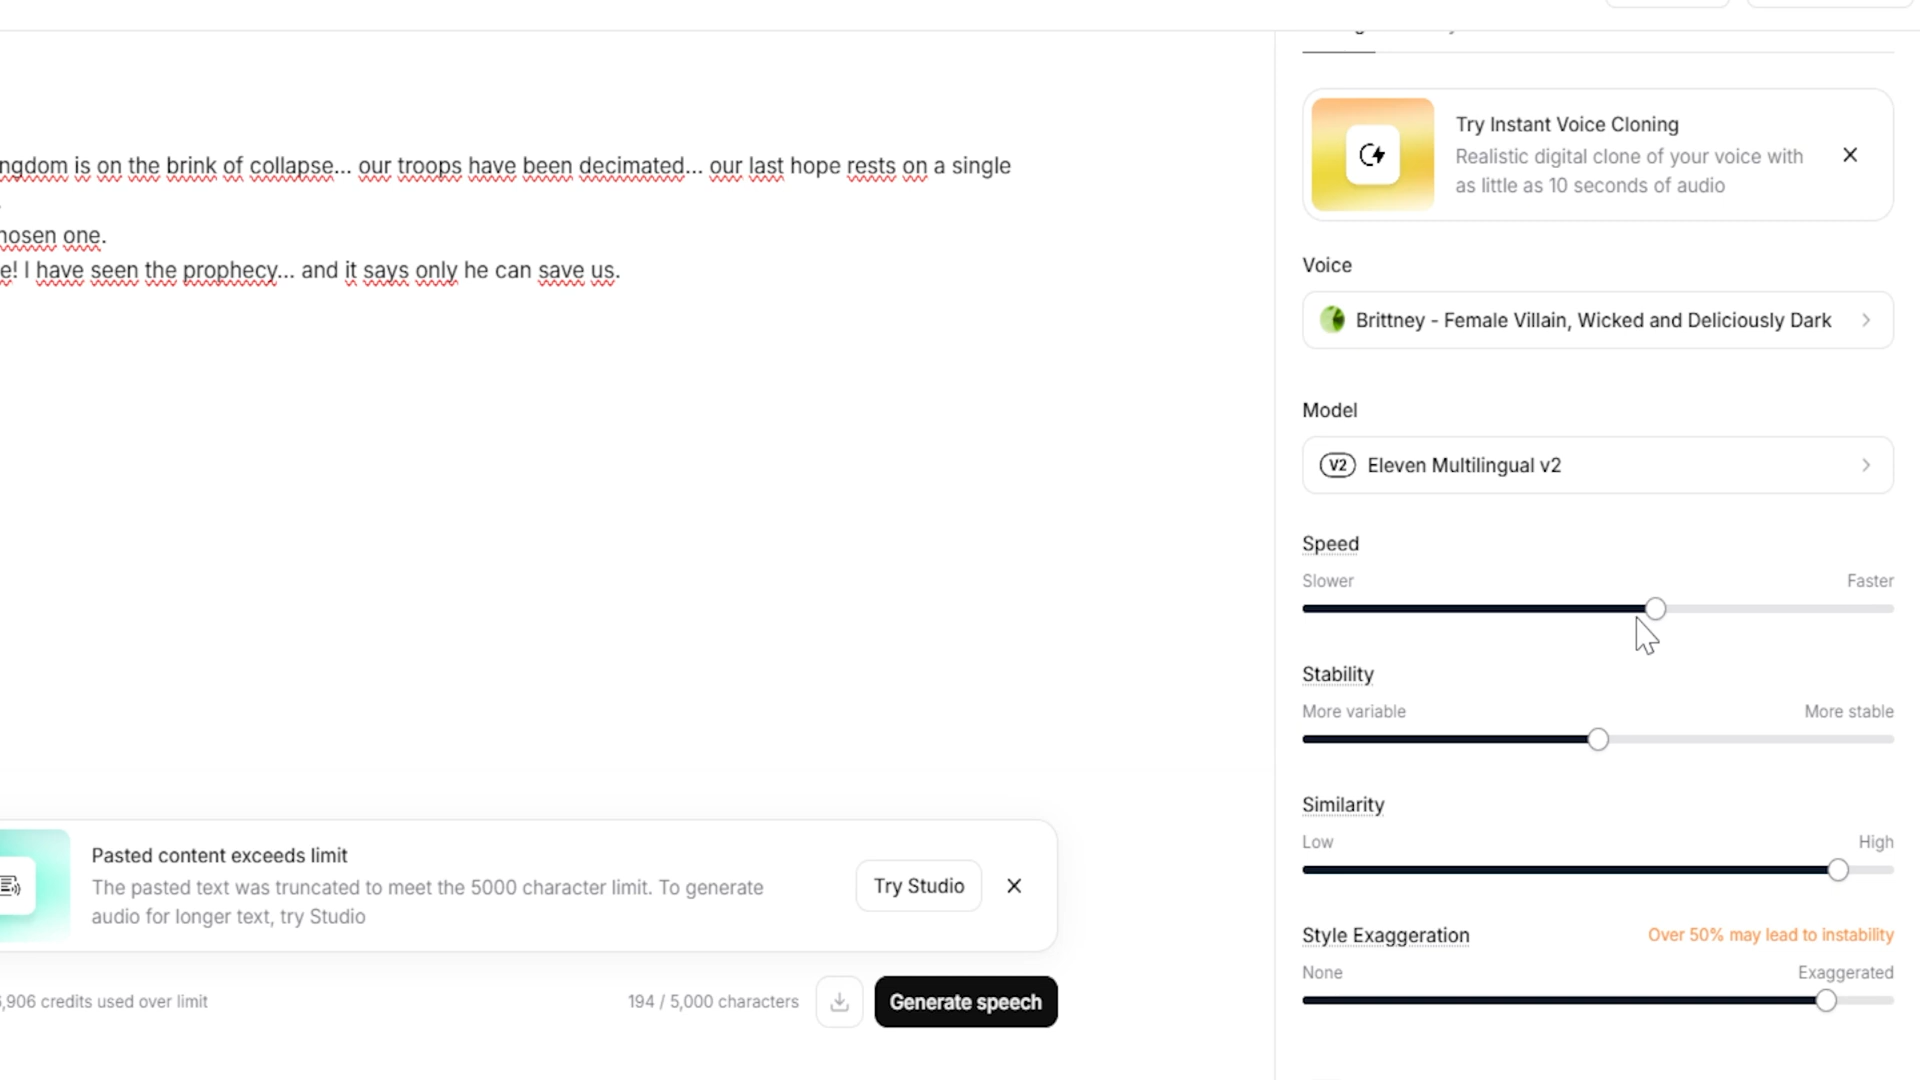 ngdom is on the brink of collapse... our troops have been decimated... our last hope rests on a single
hosen one.
e! I have seen the prophecy... and it says only he can save us.
Pasted content exceeds limit
The pasted text was truncated to meet the 5000 character limit. To generate
audio for longer text, try Studio
Try Studio
,906 credits used over limit
194 / 5,000 characters
Generate speech
Try Instant Voice Cloning
Realistic digital clone of your voice with
as little as 10 seconds of audio
Voice
Brittney - Female Villain, Wicked and Deliciously Dark
Model
V2 Eleven Multilingual v2
Speed
Slower Faster
Stability
More variable More stable
Similarity
Low High
Style Exaggeration Over 50% may lead to instability
None Exaggerated